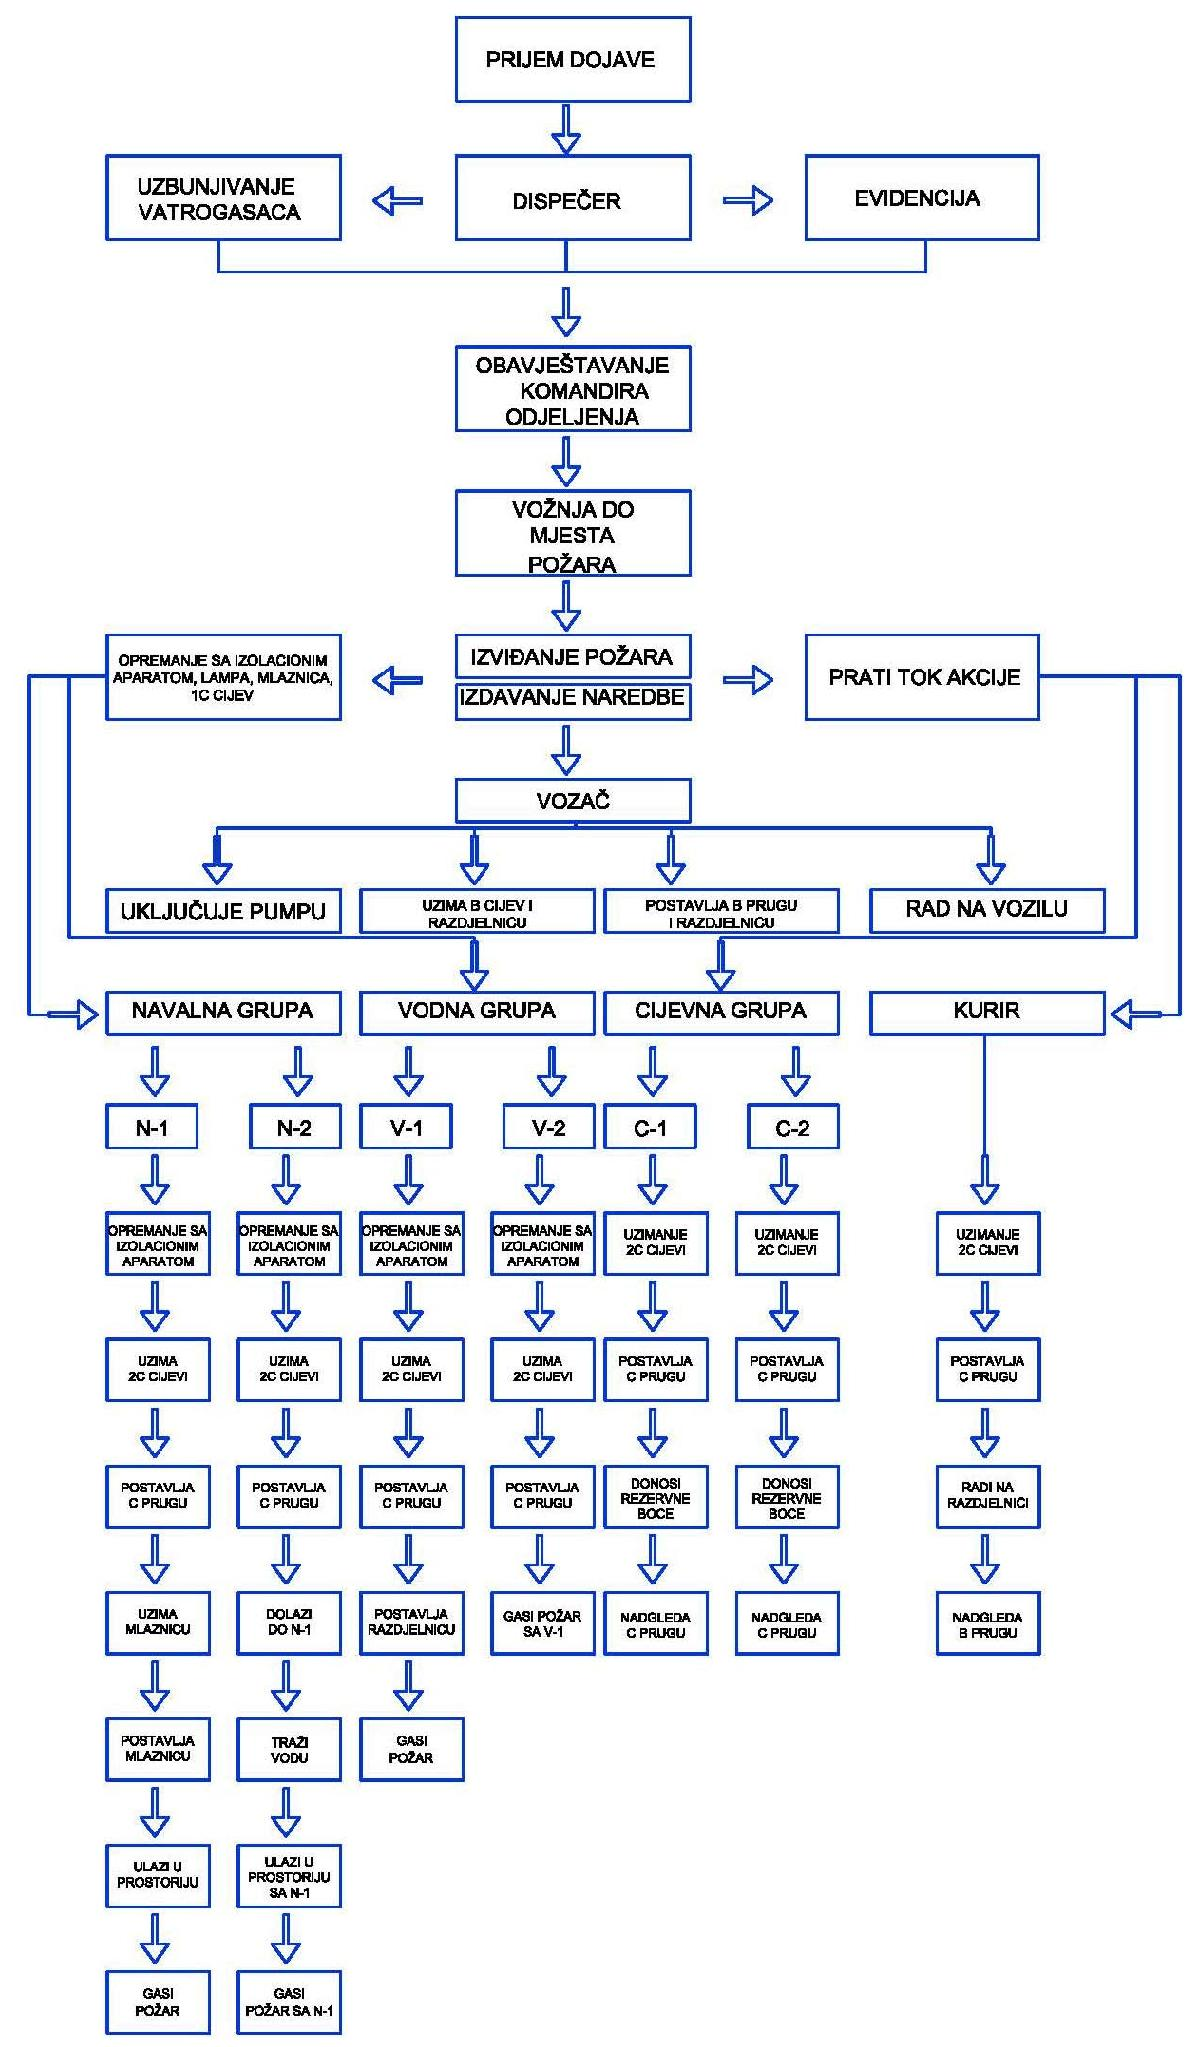 PRIJEM DOJAVE
UZBUNJIVANJE
VATROGASACA
DISPEČER
EVIDENCIJA
OBAVJEŠTAVANJE
KOMANDIRA
ODJELJENJA
VOŽNJA DO
MJESTA
POŽARA
OPREMANJE SA IZOLACIONIM
APARATOM, LAMPA, MLAZNICA,
1C CIJEV
IZVIĐANJE POŽARA
IZDAVANJE NAREDBE
PRATI TOK AKCIJE
VOZAČ
UKLJUČUJE PUMPU
UZIMA B CIJEV I
RAZDJELNICU
POSTAVLJA B PRUGU
I RAZDJELNICU
RAD NA VOZILU
NAVALNA GRUPA
VODNA GRUPA
CIJEVNA GRUPA
KURIR
N-1
N-2
V-1
V-2
C-1
C-2
OPREMANJE SA
IZOLACIONIM
APARATOM
OPREMANJE SA
IZOLACIONIM
APARATOM
OPREMANJE SA
IZOLACIONIM
APARATOM
OPREMANJE SA
IZOLACIONIM
APARATOM
UZIMANJE
2C CIJEVI
UZIMANJE
2C CIJEVI
UZIMANJE
2C CIJEVI
UZIMA
2C CIJEVI
UZIMA
2C CIJEVI
UZIMA
2C CIJEVI
UZIMA
2C CIJEVI
POSTAVLJA
C PRUGU
POSTAVLJA
C PRUGU
POSTAVLJA
C PRUGU
POSTAVLJA
C PRUGU
POSTAVLJA
C PRUGU
POSTAVLJA
C PRUGU
POSTAVLJA
C PRUGU
DONOSI
REZERVNE
BOCE
DONOSI
REZERVNE
BOCE
RADI NA
RAZDJELNICI
UZIMA
MLAZNICU
DOLAZI
DO N-1
POSTAVLJA
RAZDJELNICU
GASI POŽAR
SA V-1
NADGLEDA
C PRUGU
NADGLEDA
C PRUGU
NADGLEDA
B PRUGU
POSTAVLJA
MLAZNICU
TRAŽI
VODU
GASI
POŽAR
ULAZI U
PROSTORIJU
ULAZI U
PROSTORIJU
SA N-1
GASI
POŽAR
GASI
POŽAR SA N-1